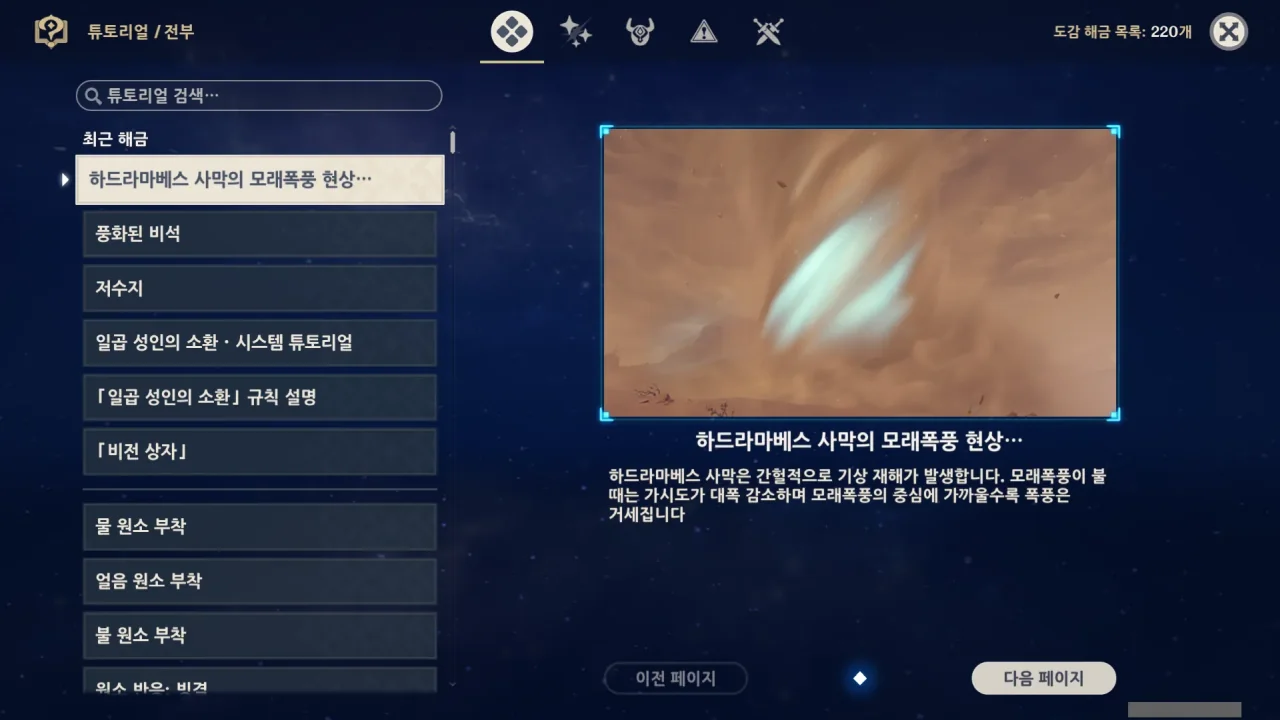 튜토리얼 / 전부
도감 해금 목록: 220개
튜토리얼 검색…
최근 해금
하드라마베스 사막의 모래폭풍 현상…
풍화된 비석
저수지
일곱 성인의 소환 · 시스템 튜토리얼
「일곱 성인의 소환」 규칙 설명
「비전 상자」
물 원소 부착
얼음 원소 부착
불 원소 부착
원소 반응: 빙결
하드라마베스 사막의 모래폭풍 현상…
하드라마베스 사막은 간헐적으로 기상 재해가 발생합니다. 모래폭풍이 불
때는 가시도가 대폭 감소하며 모래폭풍의 중심에 가까울수록 폭풍은
거세집니다
이전 페이지
다음 페이지